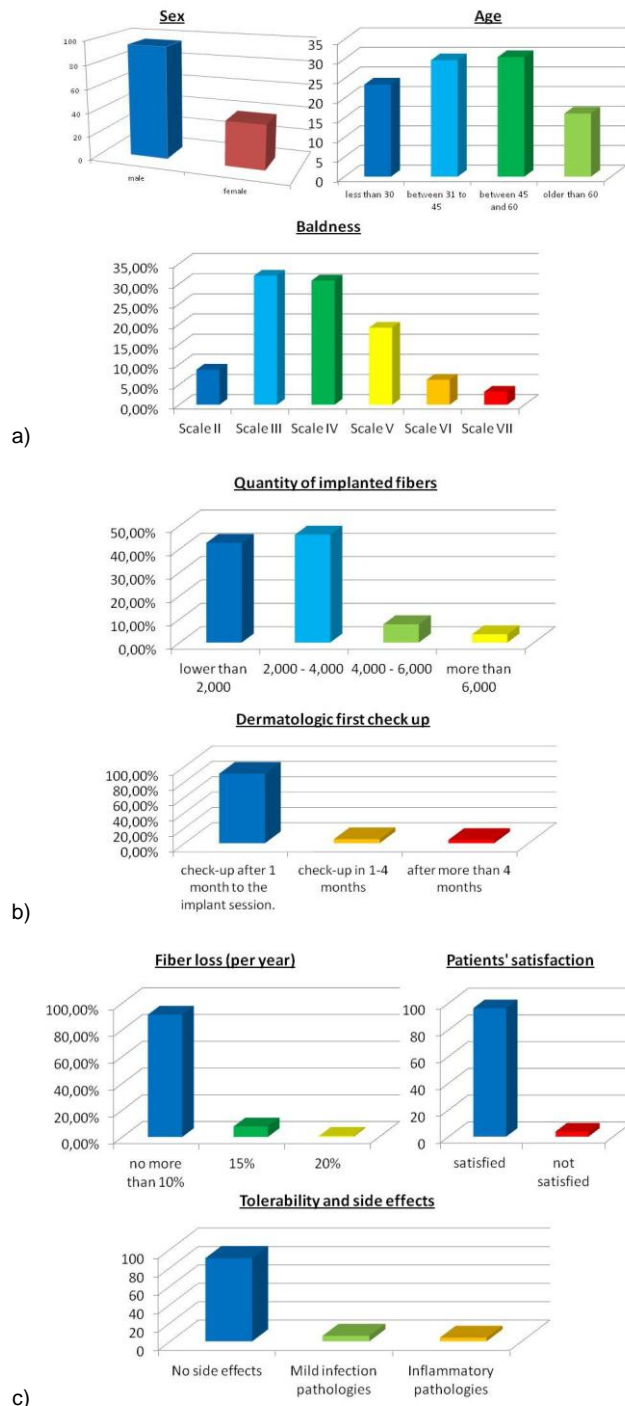 Sex
100
80
60
40
20
0
male
female
Age
35
30
25
20
15
10
5
0
less than 30
between 31 to
45
between 45
and 60
older than 60
Baldness
35,00%
30,00%
25,00%
20,00%
15,00%
10,00%
5,00%
0,00%
Scale II Scale III Scale IV Scale V Scale VI Scale VII
a)
Quantity of implanted fibers
50,00%
40,00%
30,00%
20,00%
10,00%
0,00%
lower than
2,000
2,000 - 4,000
4,000 - 6,000
more than
6,000
Dermatologic first check up
100,00%
80,00%
60,00%
40,00%
20,00%
0,00%
check-up after 1
month to the
implant session.
check-up in 1-4
months
after more than 4
months
b)
Fiber loss (per year)
100,00%
80,00%
60,00%
40,00%
20,00%
0,00%
no more
than 10%
15%
20%
Patients' satisfaction
100
80
60
40
20
0
satisfied
not
satisfied
Tolerability and side effects
100
80
60
40
20
0
No side effects
Mild infection
pathologies
Inflammatory
pathologies
c)